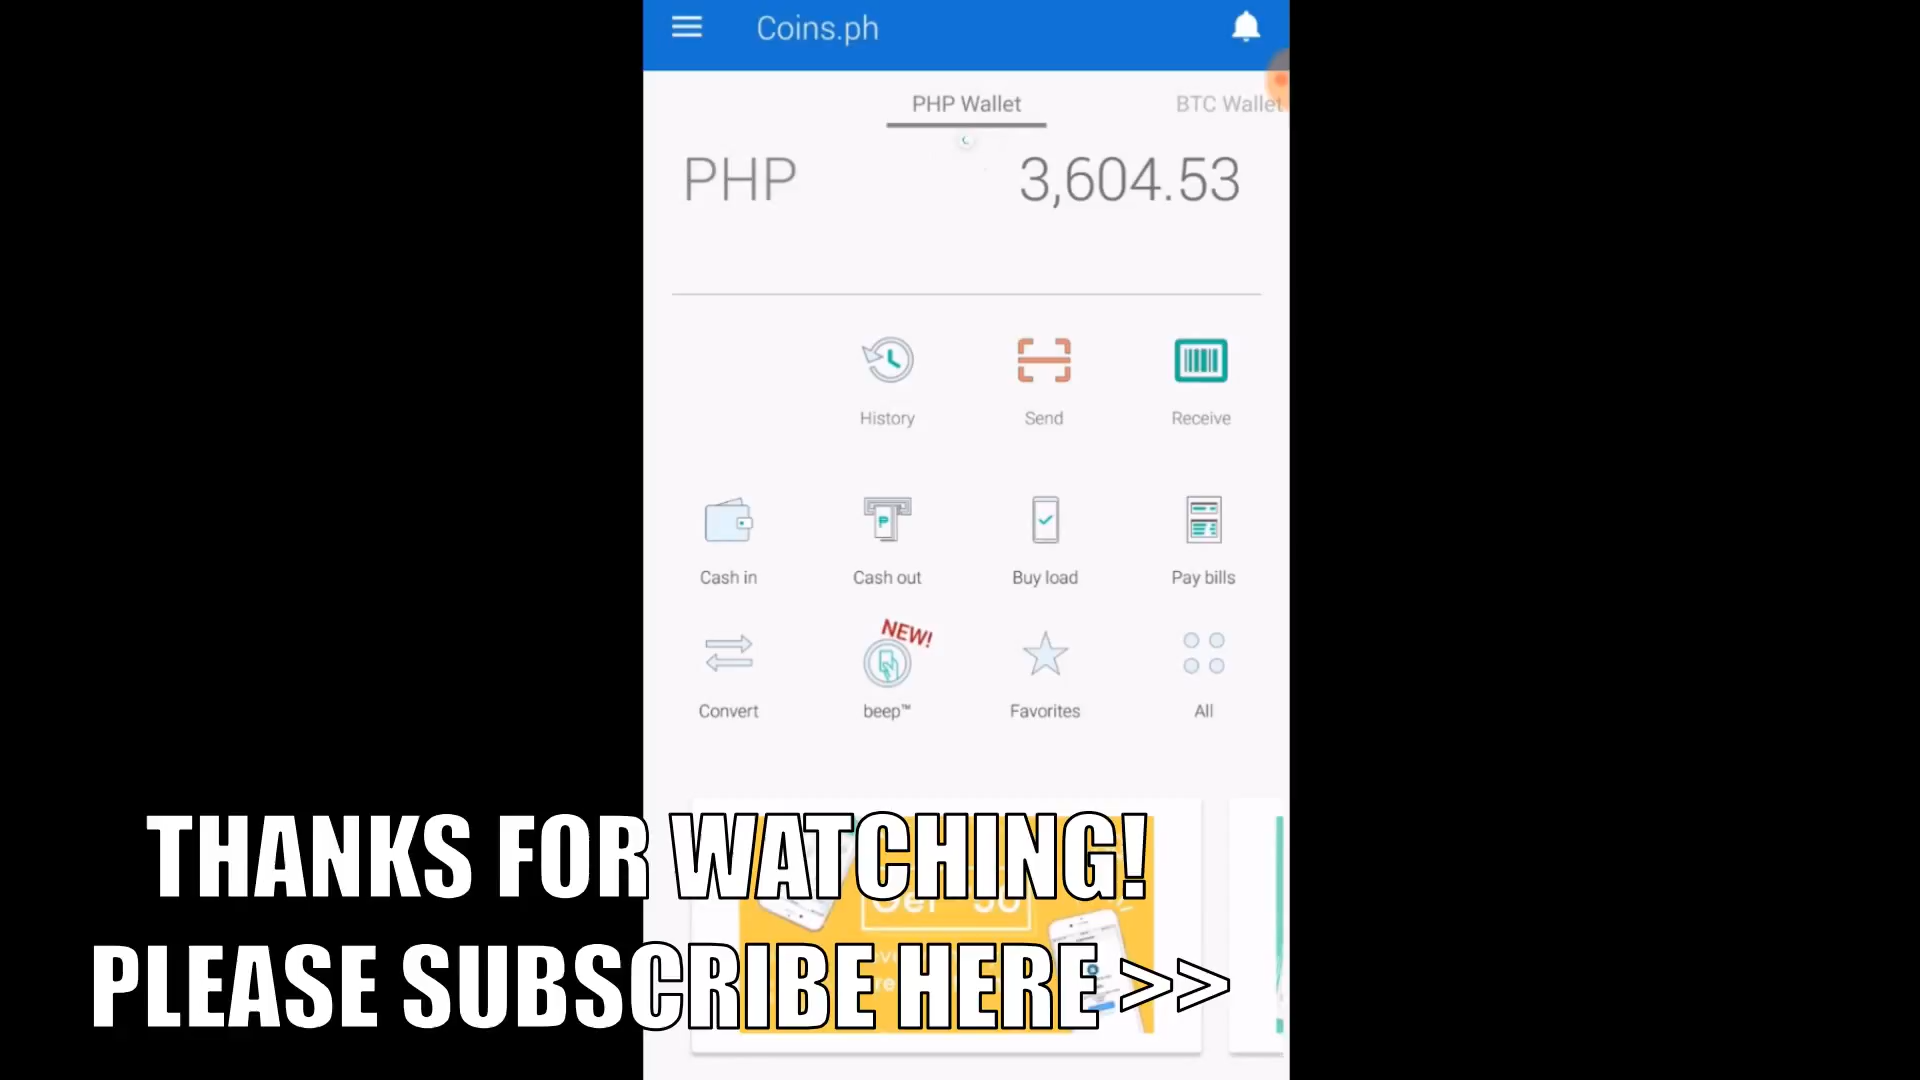 Coins.ph
PHP Wallet
BTC Wallet
PHP
3,604.53
History
Send
Receive
Cash in
Cash out
Buy load
Pay bills
NEW!
Convert
beep™
Favorites
All
THANKS FOR WATCHING!
PLEASE SUBSCRIBE HERE >>